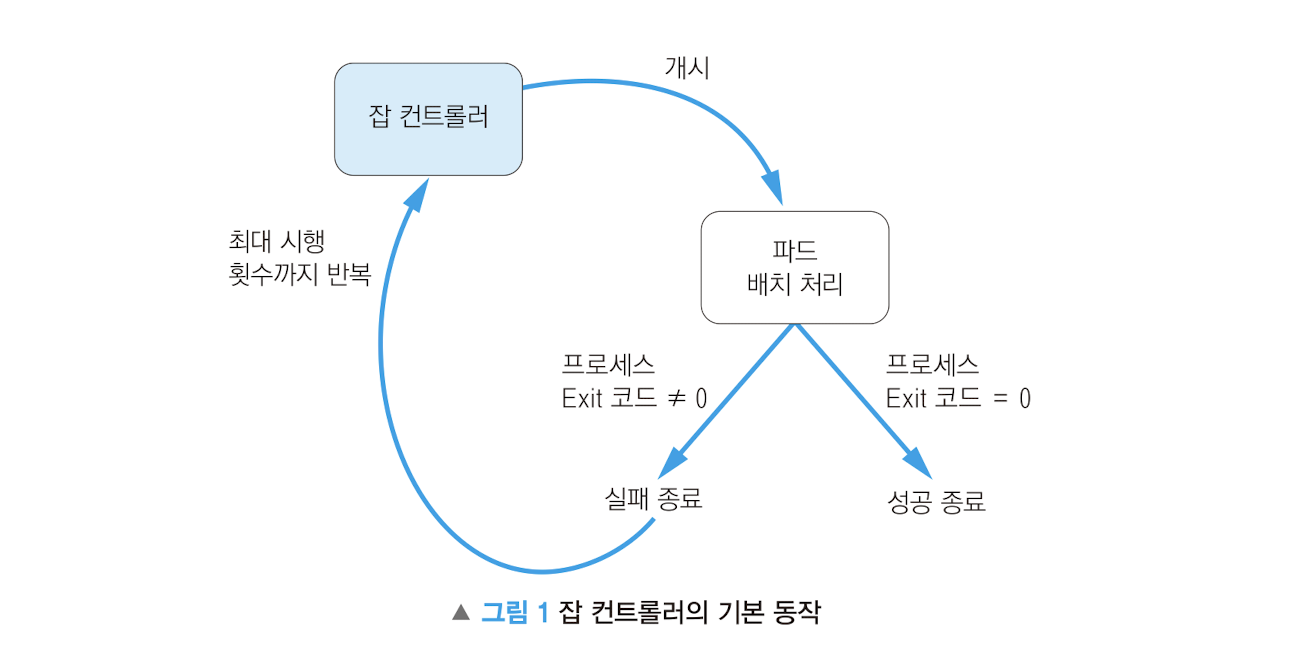 개시
잡 컨트롤러
최대 시행
횟수까지 반복
파드
배치 처리
프로세스
Exit 코드 ≠ 0
프로세스
Exit 코드 = 0
실패 종료
성공 종료
▲ 그림 1 잡 컨트롤러의 기본 동작